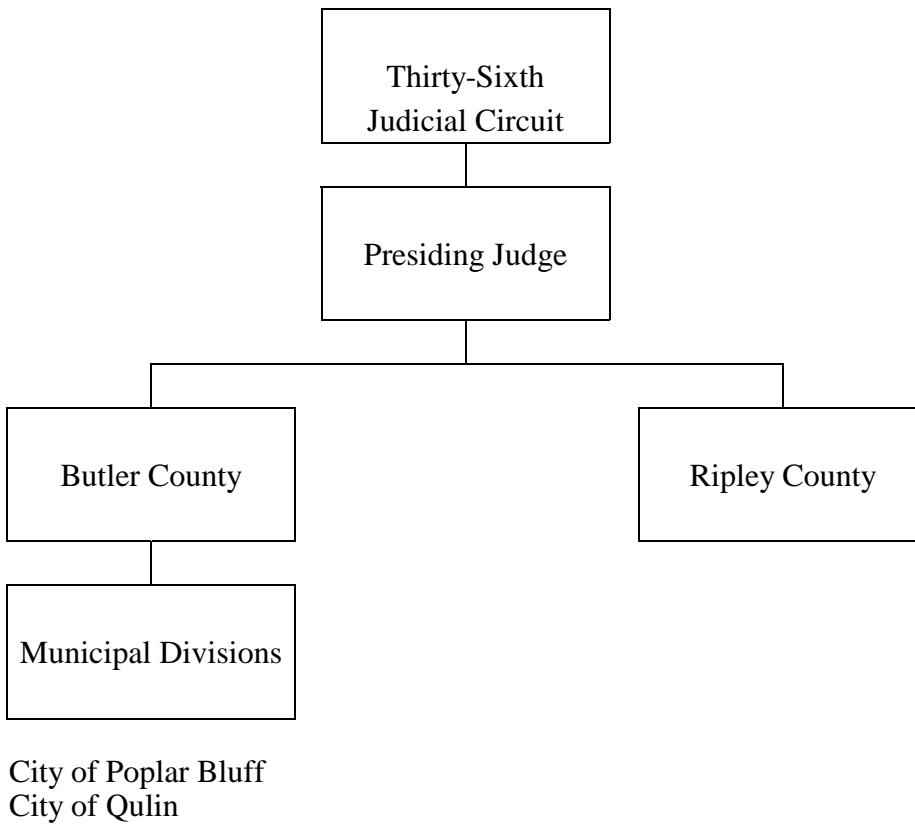 Thirty-Sixth
Judicial Circuit
Presiding Judge
Butler County
Ripley County
Municipal Divisions
City of Poplar Bluff
City of Qulin